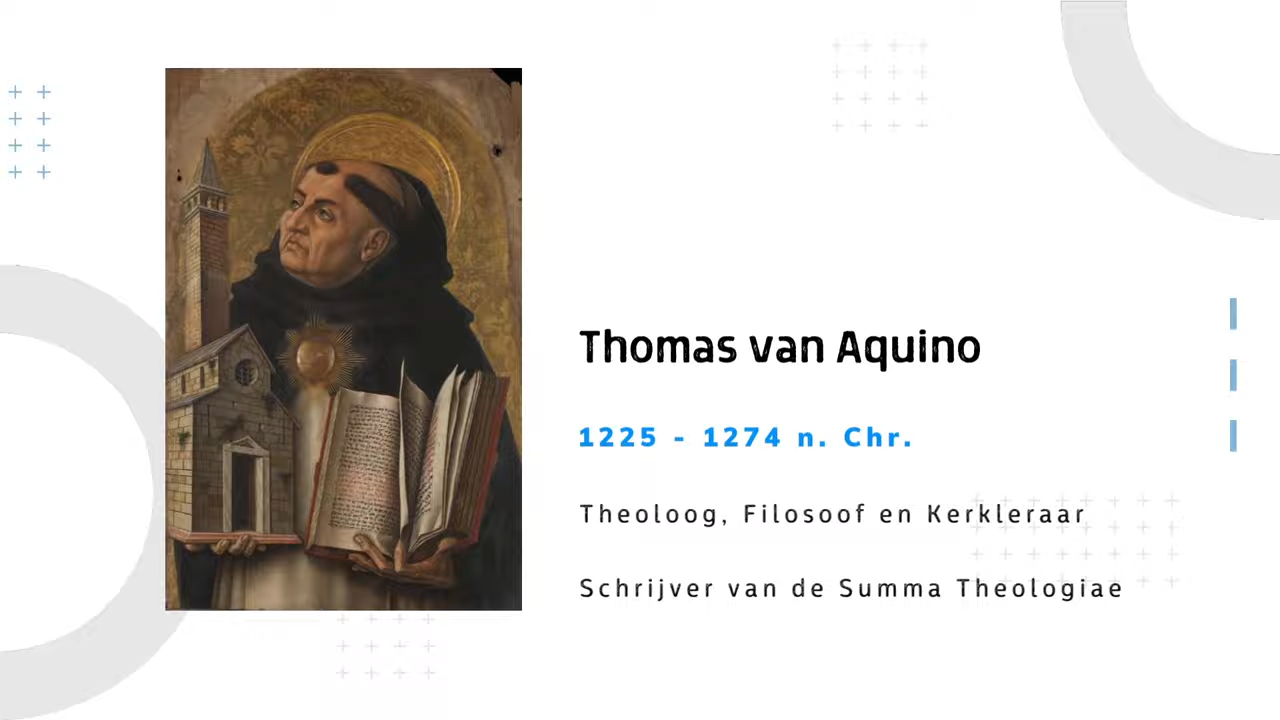 Thomas van Aquino
1225 - 1274 n. Chr.
Theoloog, Filosoof en Kerkleraar
Schrijver van de Summa Theologiae